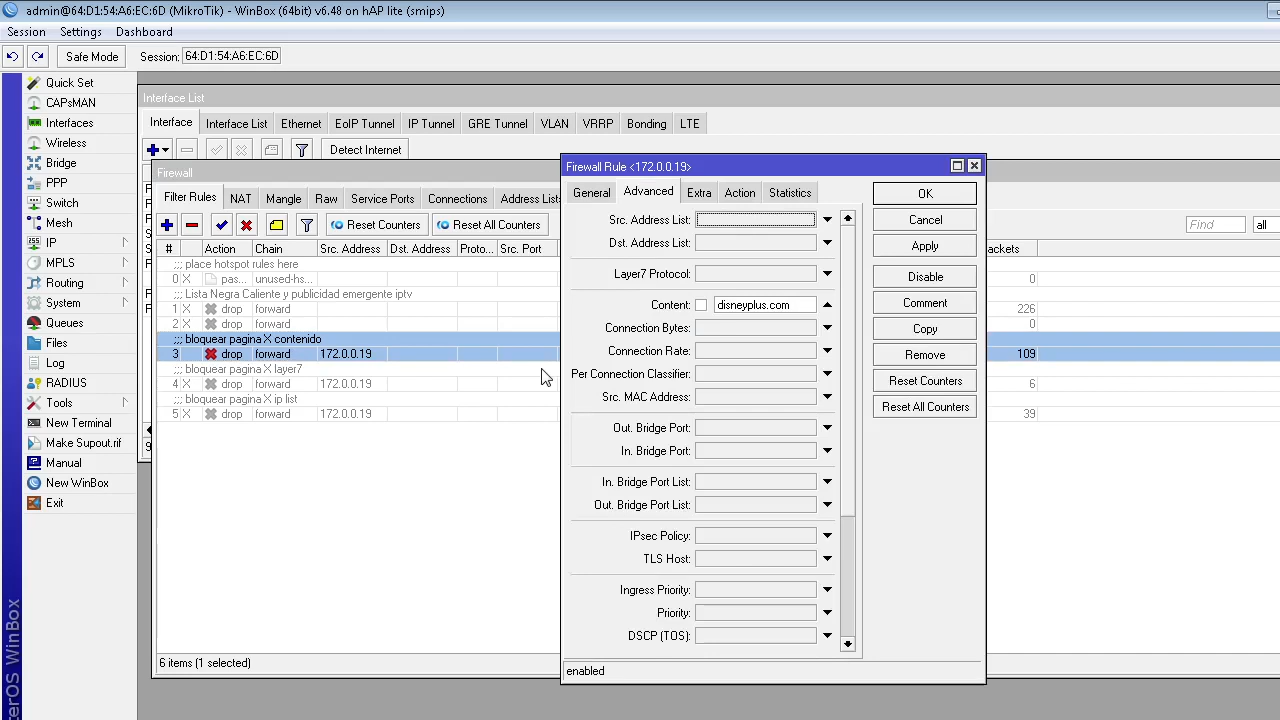 admin@64:D1:54:A6:EC:6D (MikroTik) - WinBox (64bit) v6.48 on hAP lite (smips)
Session Settings Dashboard
Safe Mode Session: 64:D1:54:A6:EC:6D
Quick Set
CAPsMAN
Interfaces
Wireless
Bridge
PPP
Switch
Mesh
IP
MPLS
Routing
System
Queues
Files
Log
RADIUS
Tools
New Terminal
Make Supout.rif
Manual
New WinBox
Exit
terOS WinBox
Interface List
Interface Interface List Ethernet EoIP Tunnel IP Tunnel GRE Tunnel VLAN VRRP Bonding LTE
Detect Internet
Firewall
Filter Rules NAT Mangle Raw Service Ports Connections Address List
Reset Counters Reset All Counters
Find all
# Action Chain Src. Address Dst. Address Proto... Src. Port ackets
;;; place hotspot rules here
0 X pas... unused-hs... 0
;;; Lista Negra Caliente y publicidad emergente iptv
1 X drop forward 226
2 X drop forward 0
;;; bloquear pagina X contenido
3 drop forward 172.0.0.19 109
;;; bloquear pagina X layer7
4 X drop forward 172.0.0.19 6
;;; bloquear pagina X ip list
5 X drop forward 172.0.0.19 39
6 items (1 selected)
Firewall Rule <172.0.0.19>
General Advanced Extra Action Statistics
Src. Address List:
Dst. Address List:
Layer7 Protocol:
Content: disneyplus.com
Connection Bytes:
Connection Rate:
Per Connection Classifier:
Src. MAC Address:
Out. Bridge Port:
In. Bridge Port:
In. Bridge Port List:
Out. Bridge Port List:
IPsec Policy:
TLS Host:
Ingress Priority:
Priority:
DSCP (TOS):
OK
Cancel
Apply
Disable
Comment
Copy
Remove
Reset Counters
Reset All Counters
enabled